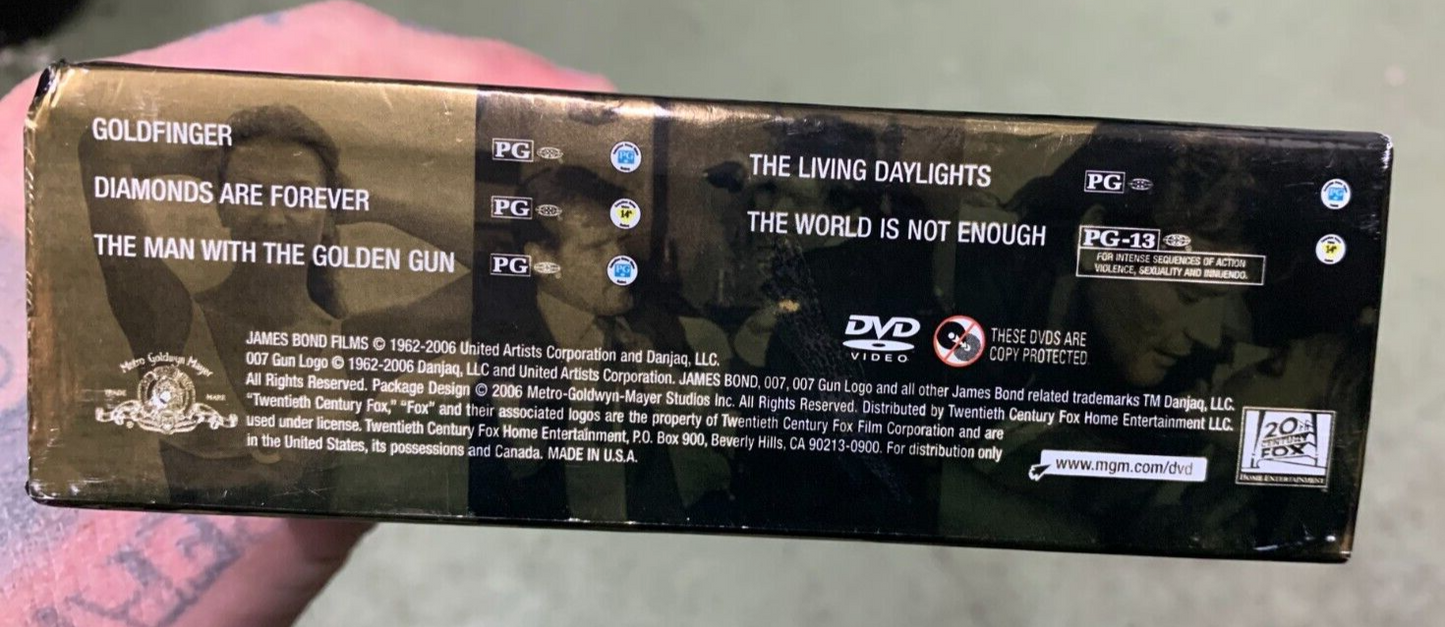 GOLDFINGER
PG
PG
DIAMONDS ARE FOREVER
PG
14
THE MAN WITH THE GOLDEN GUN
PG
PG
THE LIVING DAYLIGHTS
PG
PG
THE WORLD IS NOT ENOUGH
PG-13
14
FOR INTENSE SEQUENCES OF ACTION
VIOLENCE, SEXUALITY AND INNUENDO.
DVD
VIDEO
THESE DVDS ARE
COPY PROTECTED
Metro Goldwyn Mayer
TRADE MARK
JAMES BOND FILMS © 1962-2006 United Artists Corporation and Danjaq, LLC.
007 Gun Logo © 1962-2006 Danjaq, LLC and United Artists Corporation. JAMES BOND, 007, 007 Gun Logo and all other James Bond related trademarks TM Danjaq, LLC.
All Rights Reserved. Package Design © 2006 Metro-Goldwyn-Mayer Studios Inc. All Rights Reserved. Distributed by Twentieth Century Fox Home Entertainment LLC.
"Twentieth Century Fox," "Fox" and their associated logos are the property of Twentieth Century Fox Film Corporation and are
used under license. Twentieth Century Fox Home Entertainment, P.O. Box 900, Beverly Hills, CA 90213-0900. For distribution only
in the United States, its possessions and Canada. MADE IN U.S.A.
www.mgm.com/dvd
20th
CENTURY
FOX
HOME ENTERTAINMENT